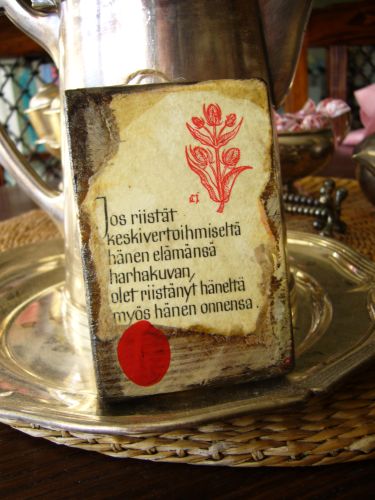 Jos riistät
keskivertoihmiseltä
hänen elämänsä
harhakuvan,
olet riistänyt häneltä
myös hänen onnensa.